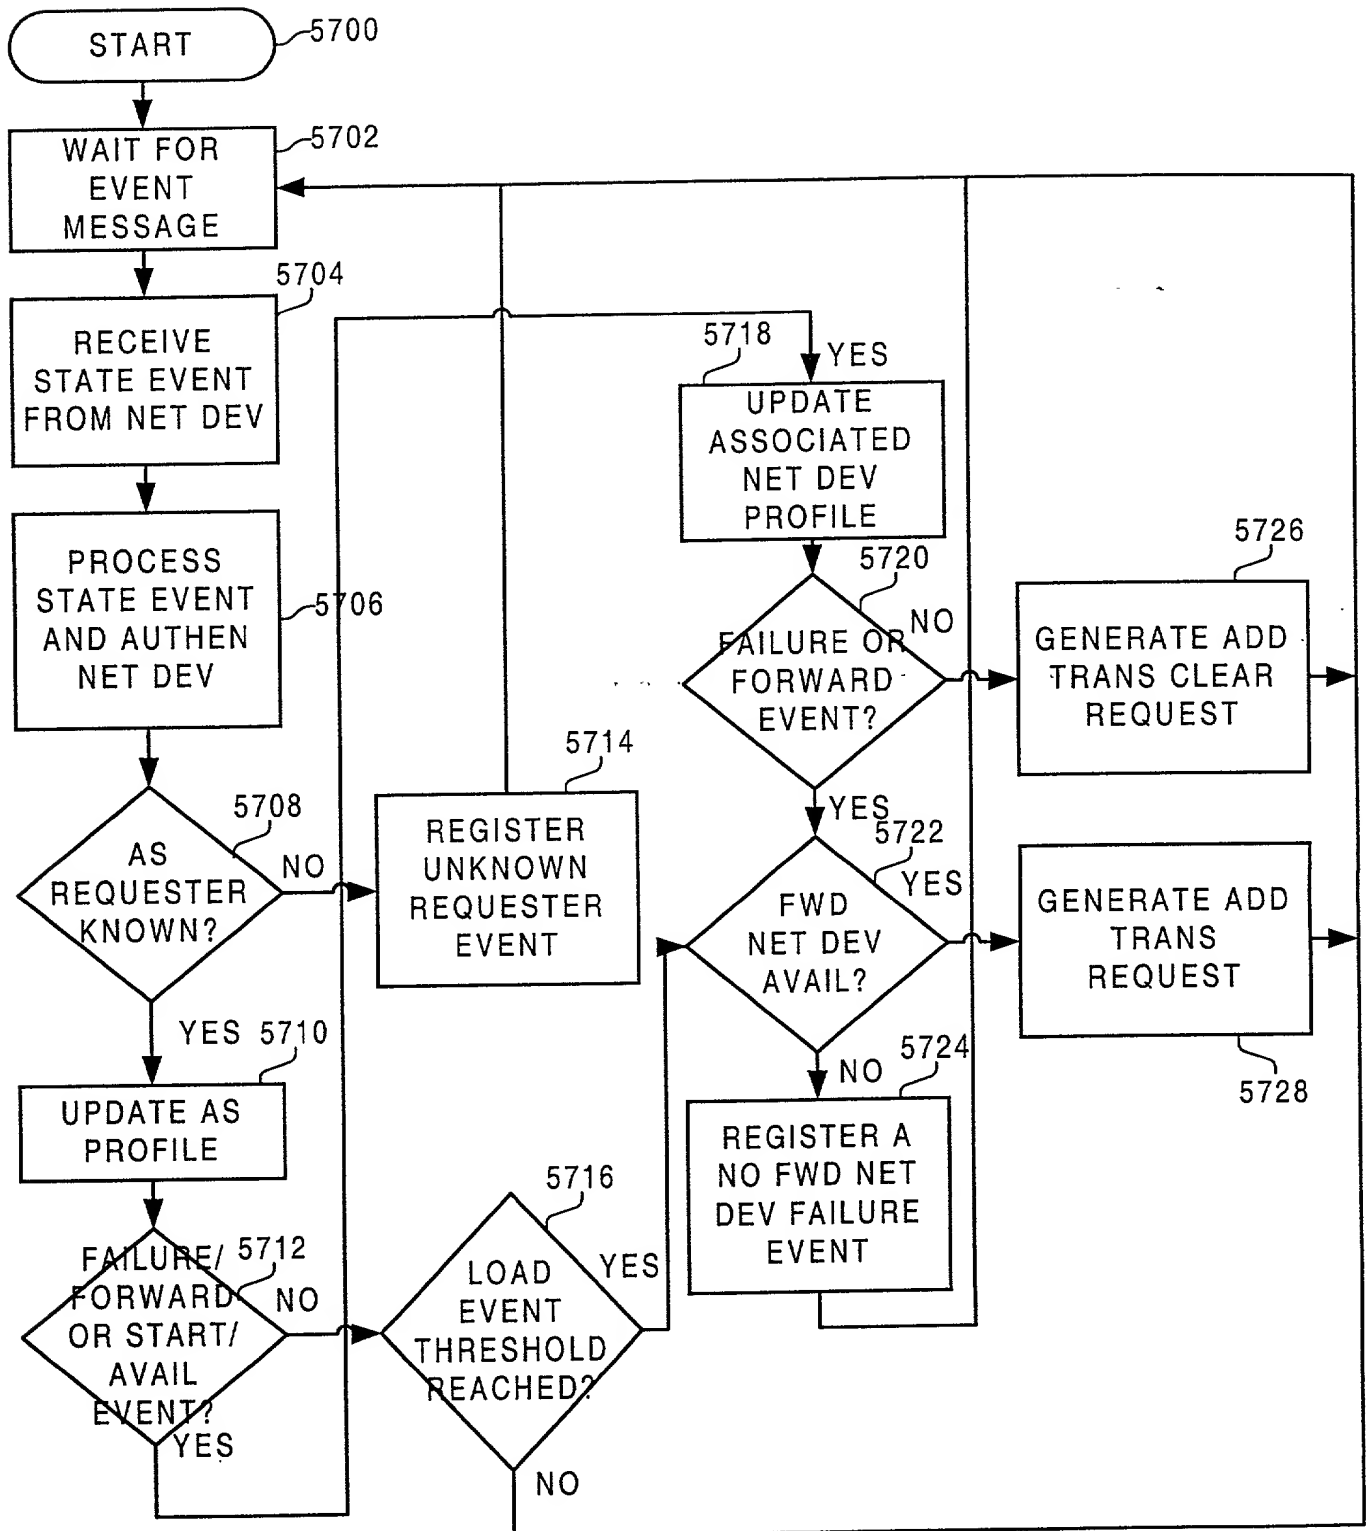 START
5700
WAIT FOR
EVENT
MESSAGE
5702
5704
RECEIVE
STATE EVENT
FROM NET DEV
PROCESS
STATE EVENT
AND AUTHEN
NET DEV
5706
5708
AS
REQUESTER
KNOWN?
NO
5714
REGISTER
UNKNOWN
REQUESTER
EVENT
YES
5710
UPDATE AS
PROFILE
FAILURE/
FORWARD
OR START/
AVAIL
EVENT?
5712
NO
YES
5716
LOAD
EVENT
THRESHOLD
REACHED?
YES
NO
5718
YES
UPDATE
ASSOCIATED
NET DEV
PROFILE
5720
FAILURE OR
FORWARD
EVENT?
NO
YES
5722
FWD
NET DEV
AVAIL?
YES
NO
5724
REGISTER A
NO FWD NET
DEV FAILURE
EVENT
5726
GENERATE ADD
TRANS CLEAR
REQUEST
GENERATE ADD
TRANS
REQUEST
5728